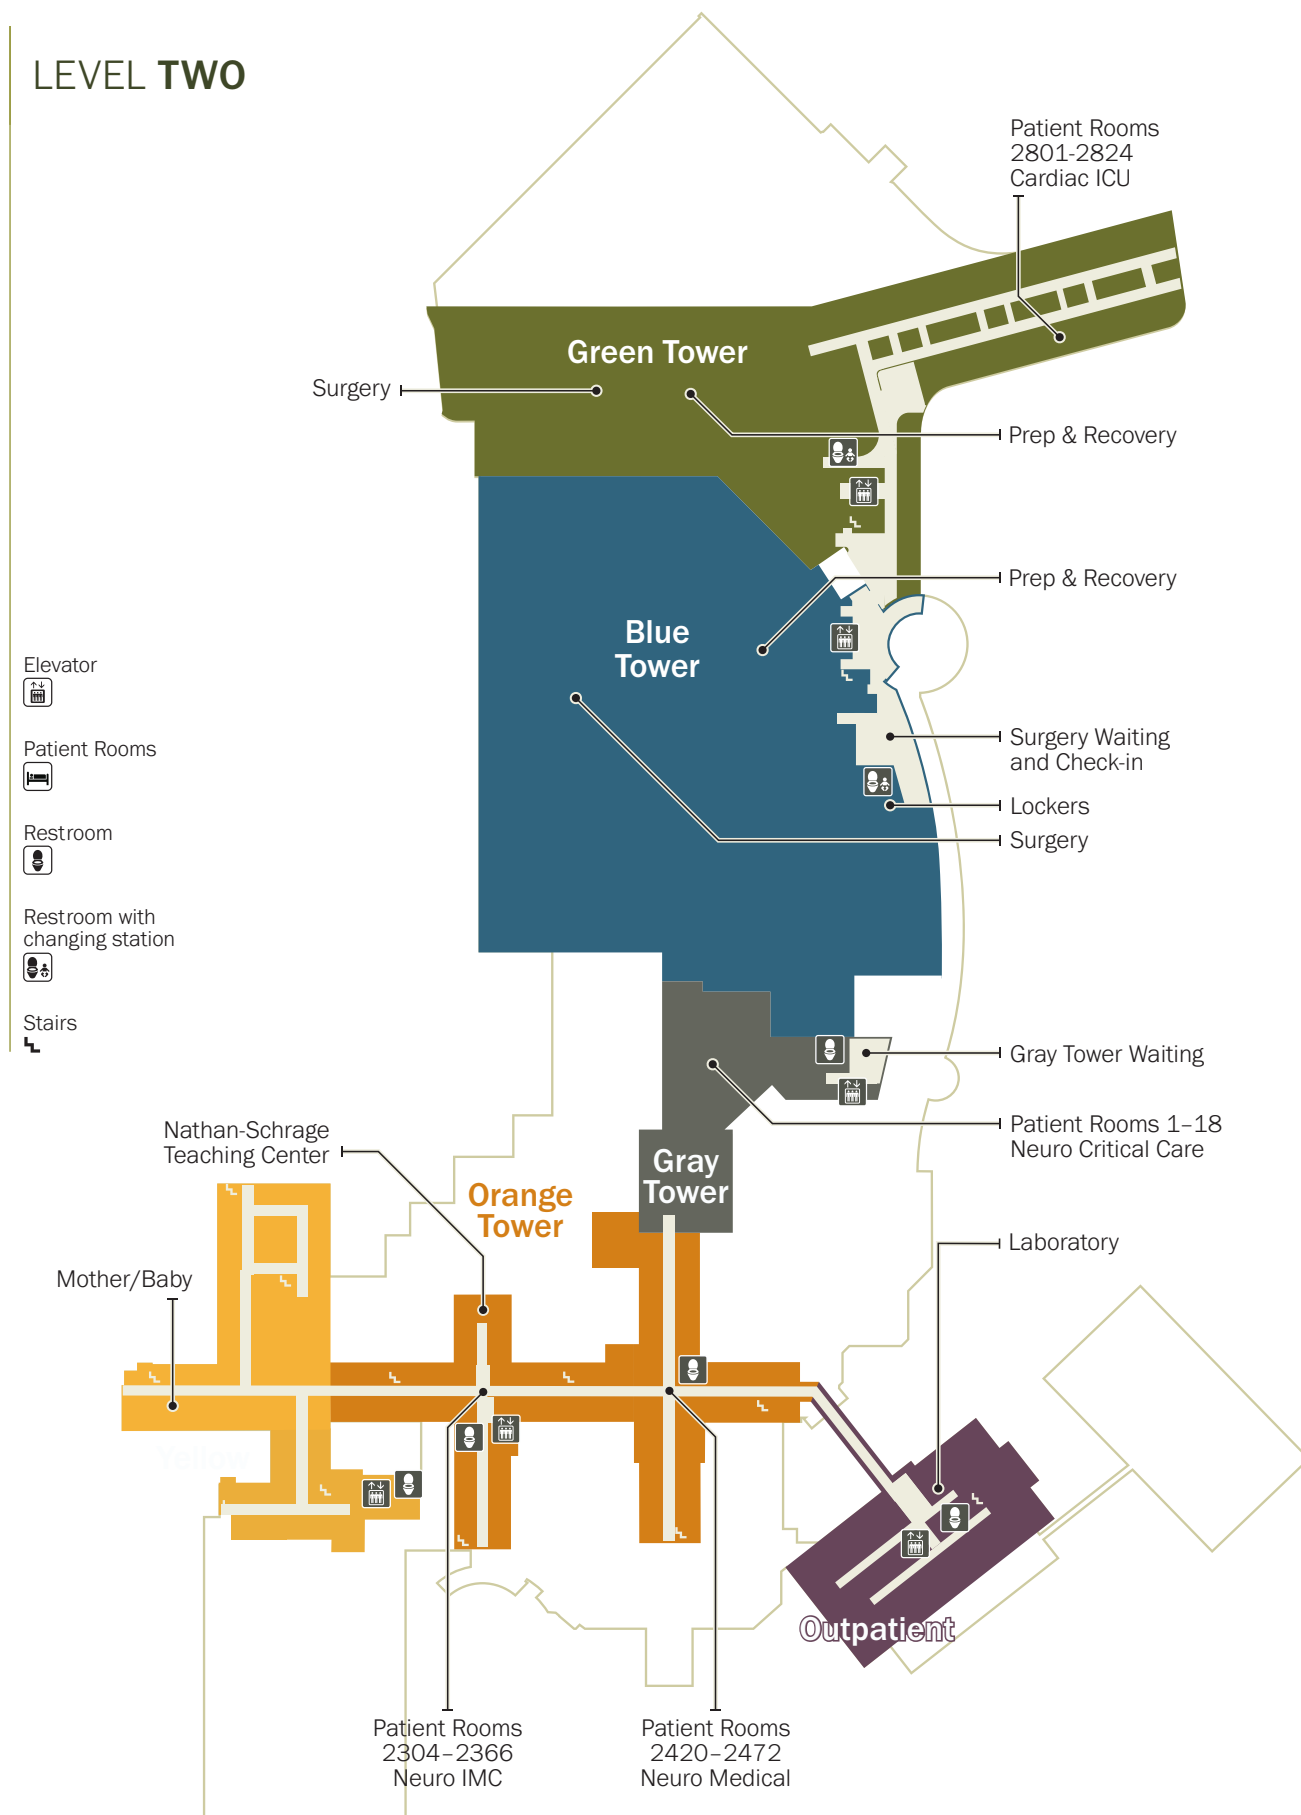 LEVEL TWO
Patient Rooms
2801-2824
Cardiac ICU
Green Tower
Surgery
Prep & Recovery
Prep & Recovery
Blue
Tower
Elevator
Patient Rooms
Restroom
Restroom with
changing station
Stairs
Surgery Waiting
and Check-in
Lockers
Surgery
Gray Tower Waiting
Patient Rooms 1–18
Neuro Critical Care
Nathan-Schrage
Teaching Center
Gray
Tower
Orange
Tower
Laboratory
Mother/Baby
Yellow
Outpatient
Patient Rooms
2304–2366
Neuro IMC
Patient Rooms
2420–2472
Neuro Medical